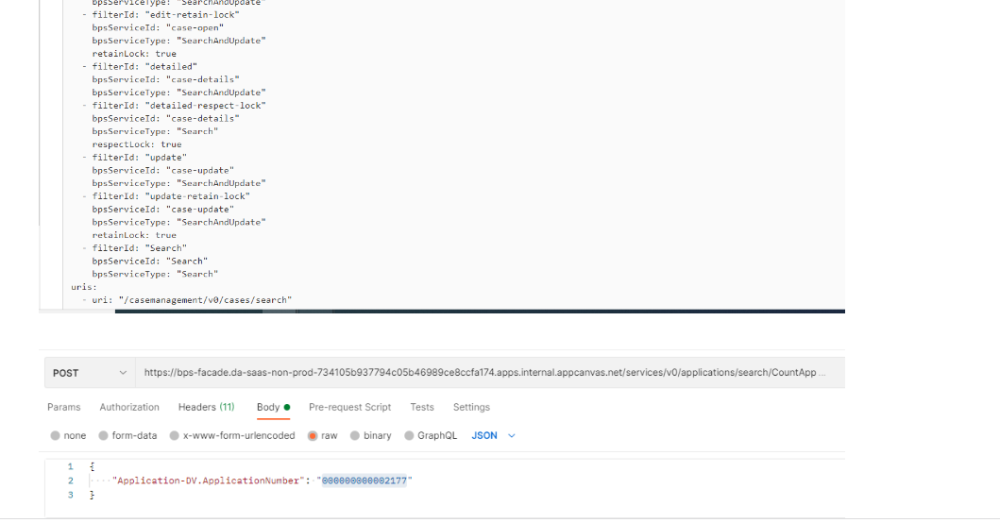 bpsServiceType: "SearchAndUpdate"
- filterId: "edit-retain-lock"
bpsServiceId: "case-open"
bpsServiceType: "SearchAndUpdate"
retainLock: true
- filterId: "detailed"
bpsServiceId: "case-details"
bpsServiceType: "SearchAndUpdate"
- filterId: "detailed-respect-lock"
bpsServiceId: "case-details"
bpsServiceType: "Search"
respectLock: true
- filterId: "update"
bpsServiceId: "case-update"
bpsServiceType: "SearchAndUpdate"
- filterId: "update-retain-lock"
bpsServiceId: "case-update"
bpsServiceType: "SearchAndUpdate"
retainLock: true
- filterId: "Search"
bpsServiceId: "Search"
bpsServiceType: "Search"
uris:
- uri: "/casemanagement/v0/cases/search"
POST https://bps-facade.da-saas-non-prod-734105b937794c05b46989ce8ccfa174.apps.internal.appcanvas.net/services/v0/applications/search/CountApp ...
Params Authorization Headers (11) Body Pre-request Script Tests Settings
none form-data x-www-form-urlencoded raw binary GraphQL JSON
1 {
2 "Application-DV.ApplicationNumber": "000000000002177"
3 }